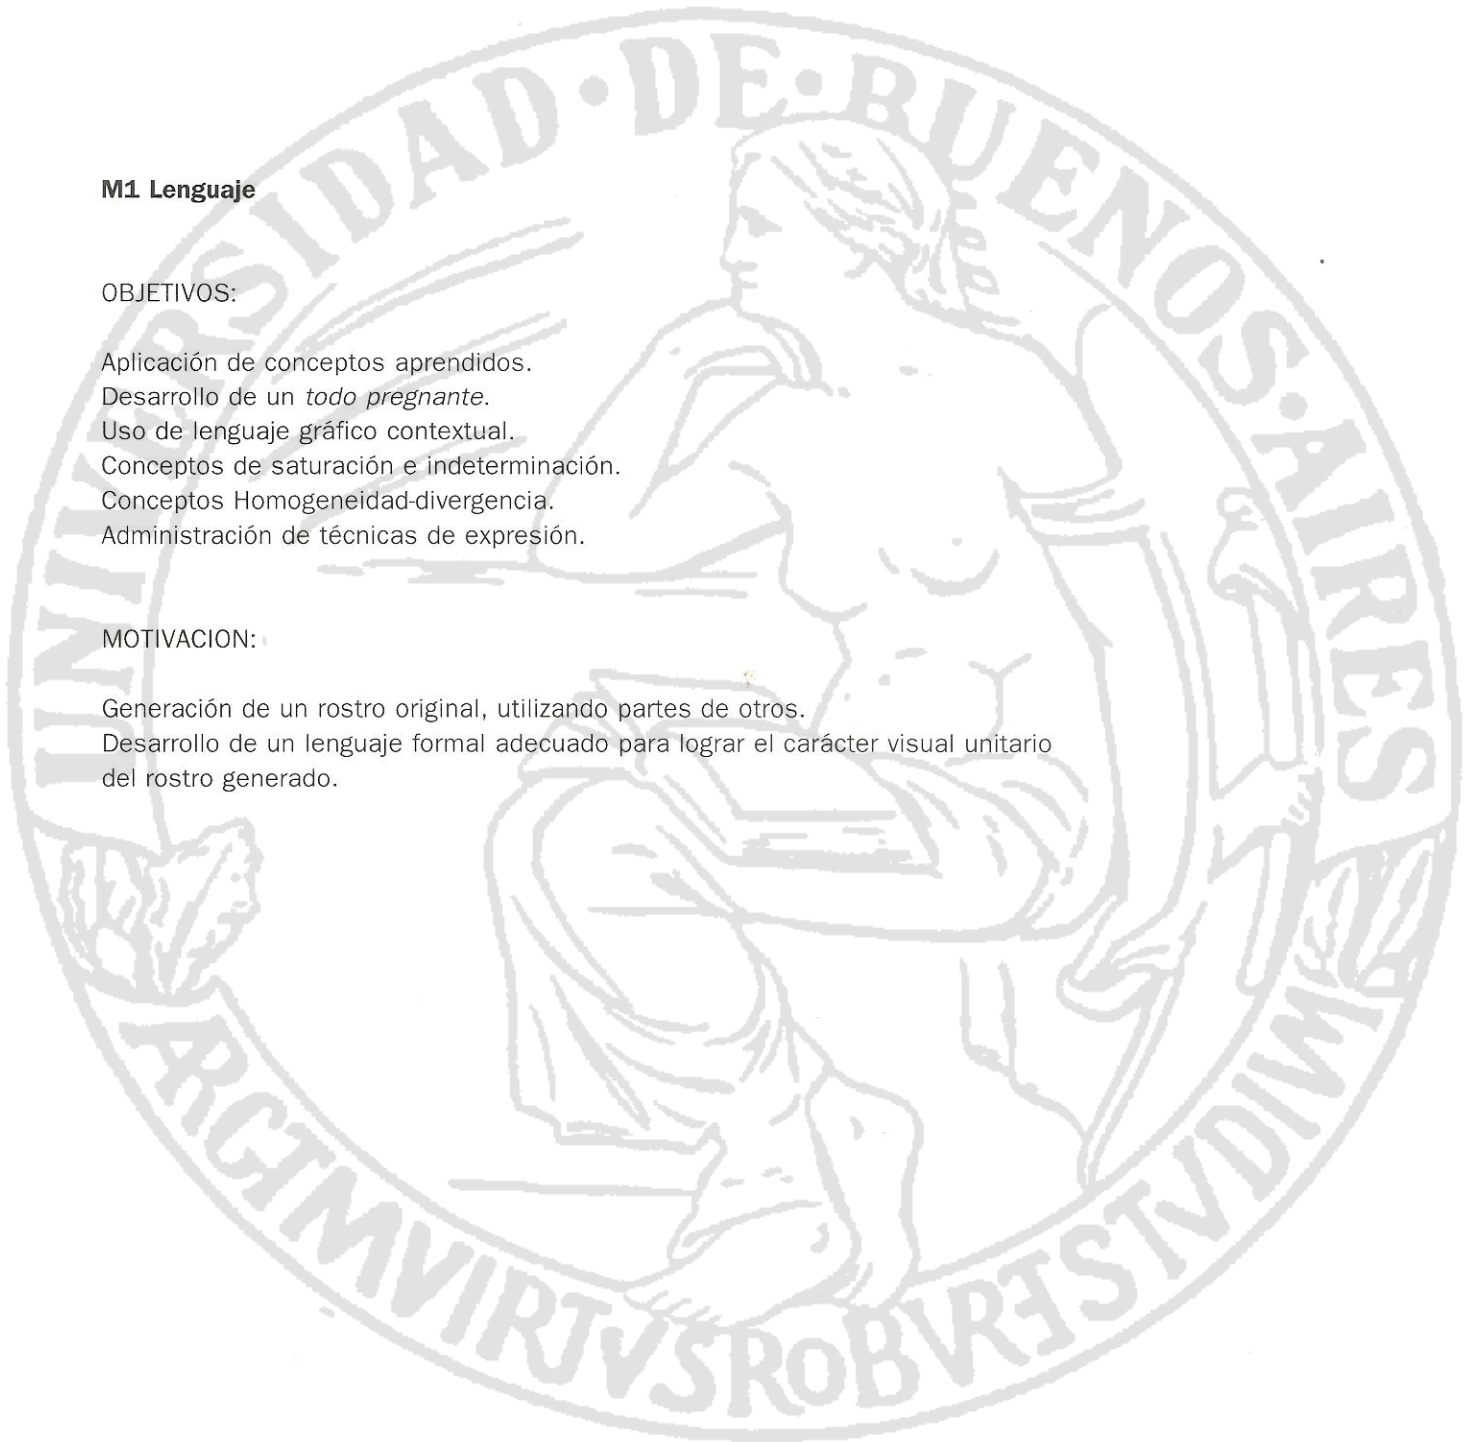 UNIVERSIDAD·DE·BUENOS·AIRES
M1 Lenguaje
OBJETIVOS:
Aplicación de conceptos aprendidos.
Desarrollo de un todo pregnante.
Uso de lenguaje gráfico contextual.
Conceptos de saturación e indeterminación.
Conceptos Homogeneidad-divergencia.
Administración de técnicas de expresión.
MOTIVACION:
Generación de un rostro original, utilizando partes de otros.
Desarrollo de un lenguaje formal adecuado para lograr el carácter visual unitario
del rostro generado.
ARGTMVIRTVSROBVRETSTVDIVM